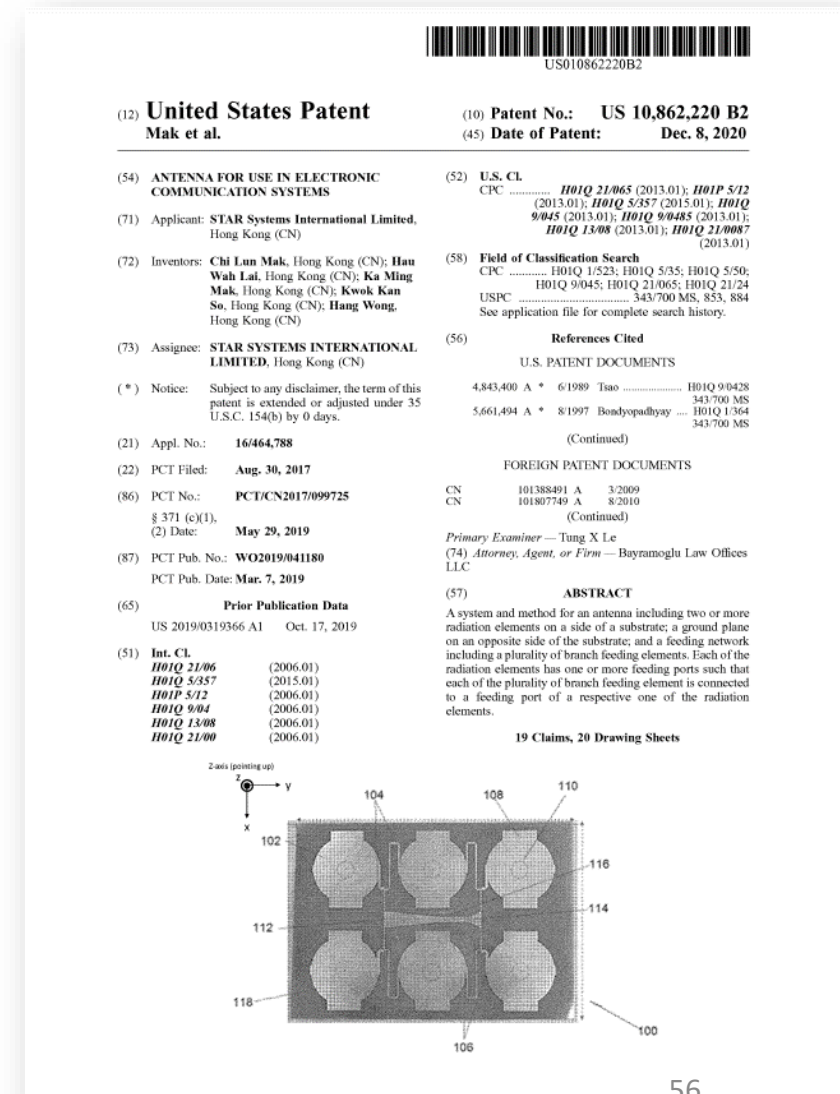 US010862220B2
(12) United States Patent
Mak et al.
(10) Patent No.: US 10,862,220 B2
(45) Date of Patent: Dec. 8, 2020
(54) ANTENNA FOR USE IN ELECTRONIC
COMMUNICATION SYSTEMS
(71) Applicant: STAR Systems International Limited,
Hong Kong (CN)
(72) Inventors: Chi Lun Mak, Hong Kong (CN); Hau
Wah Lai, Hong Kong (CN); Ka Ming
Mak, Hong Kong (CN); Kwok Kan
So, Hong Kong (CN); Hang Wong,
Hong Kong (CN)
(73) Assignee: STAR SYSTEMS INTERNATIONAL
LIMITED, Hong Kong (CN)
( * ) Notice: Subject to any disclaimer, the term of this
patent is extended or adjusted under 35
U.S.C. 154(b) by 0 days.
(21) Appl. No.: 16/464,788
(22) PCT Filed: Aug. 30, 2017
(86) PCT No.: PCT/CN2017/099725
§ 371 (c)(1),
(2) Date: May 29, 2019
(87) PCT Pub. No.: WO2019/041180
PCT Pub. Date: Mar. 7, 2019
(65) Prior Publication Data
US 2019/0319366 A1 Oct. 17, 2019
(51) Int. Cl.
H01Q 21/06 (2006.01)
H01Q 5/357 (2015.01)
H01P 5/12 (2006.01)
H01Q 9/04 (2006.01)
H01Q 13/08 (2006.01)
H01Q 21/00 (2006.01)
(52) U.S. Cl.
CPC ............. H01Q 21/065 (2013.01); H01P 5/12
(2013.01); H01Q 5/357 (2015.01); H01Q
9/045 (2013.01); H01Q 9/0485 (2013.01);
H01Q 13/08 (2013.01); H01Q 21/0087
(2013.01)
(58) Field of Classification Search
CPC ........... H01Q 1/523; H01Q 5/35; H01Q 5/50;
H01Q 9/045; H01Q 21/065; H01Q 21/24
USPC ................................... 343/700 MS, 853, 884
See application file for complete search history.
(56) References Cited
U.S. PATENT DOCUMENTS
4,843,400 A * 6/1989 Tsao ..................... H01Q 9/0428
343/700 MS
5,661,494 A * 8/1997 Bondyopadhyay .... H01Q 1/364
343/700 MS
(Continued)
FOREIGN PATENT DOCUMENTS
CN 101388491 A 3/2009
CN 101807749 A 8/2010
(Continued)
Primary Examiner — Tung X Le
(74) Attorney, Agent, or Firm — Bayramoglu Law Offices
LLC
(57) ABSTRACT
A system and method for an antenna including two or more
radiation elements on a side of a substrate; a ground plane
on an opposite side of the substrate; and a feeding network
including a plurality of branch feeding elements. Each of the
radiation elements has one or more feeding ports such that
each of the plurality of branch feeding element is connected
to a feeding port of a respective one of the radiation
elements.
19 Claims, 20 Drawing Sheets
Z-axis (pointing up)
z
y
x
104
108
110
102
116
114
112
118
106
100
56